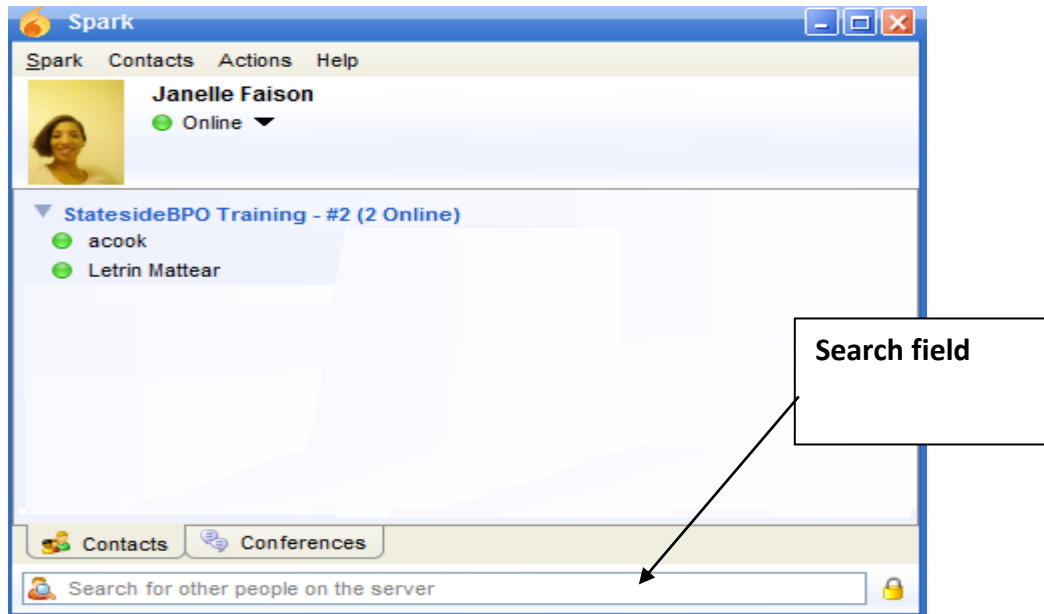 Spark
Spark Contacts Actions Help
Janelle Faison
Online
StatesideBPO Training - #2 (2 Online)
acook
Letrin Mattear
Search field
Contacts Conferences
Search for other people on the server